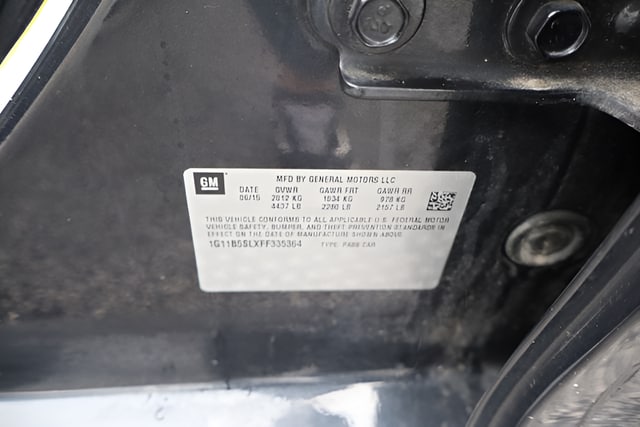 GM
MFD BY GENERAL MOTORS LLC
DATE GVWR GAWR FRT GAWR RR
06/15 2012 KG 1034 KG 978 KG
4437 LB 2280 LB 2157 LB
THIS VEHICLE CONFORMS TO ALL APPLICABLE U.S. FEDERAL MOTOR
VEHICLE SAFETY, BUMPER, AND THEFT PREVENTION STANDARDS IN
EFFECT ON THE DATE OF MANUFACTURE SHOWN ABOVE.
1G11B5SLXFF335364 TYPE: PASS CAR